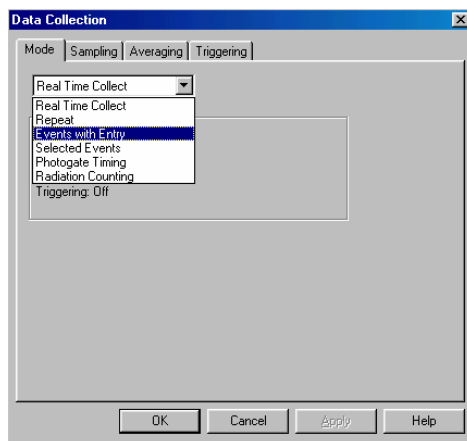 Data Collection
Mode Sampling Averaging Triggering
Real Time Collect
Real Time Collect
Repeat
Events with Entry
Selected Events
Photogate Timing
Radiation Counting
Triggering: Off
OK Cancel Apply Help